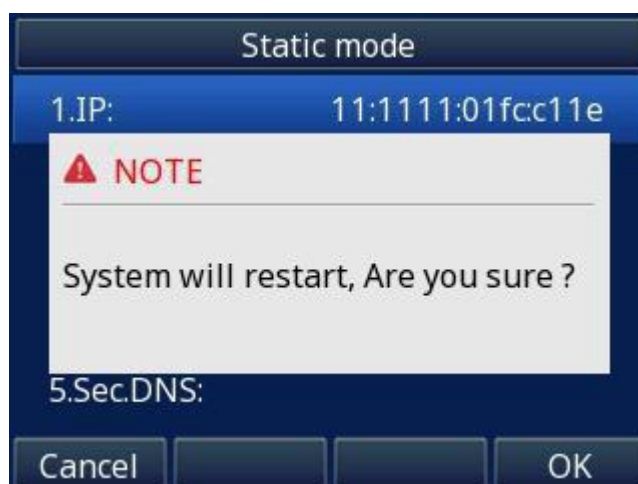 Static mode
1.IP: 11:1111:01fc:c11e
NOTE
System will restart, Are you sure ?
5.Sec.DNS:
Cancel OK